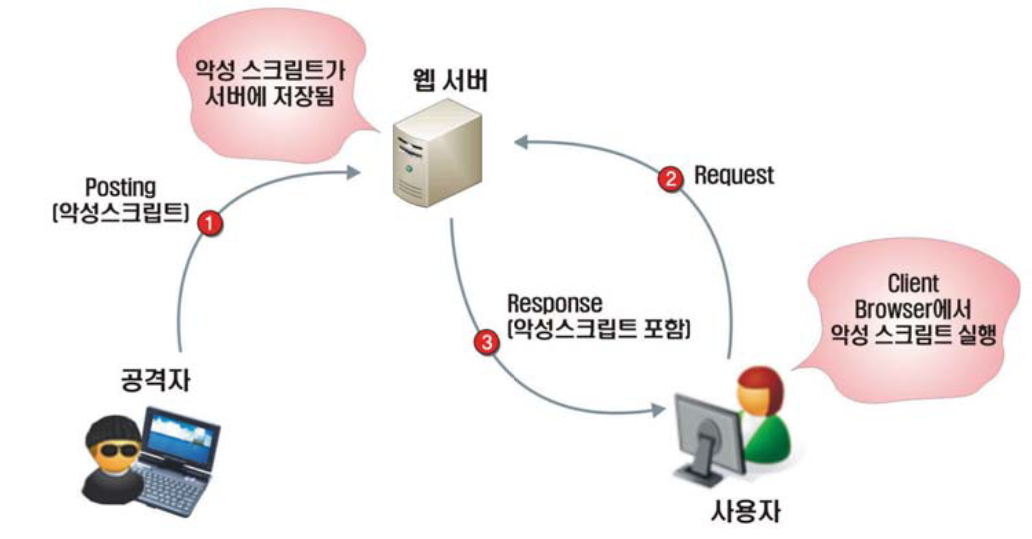 악성 스크림트가
서버에 저장됨
웹 서버
Posting
(악성스크립트)
1
2
Request
Client
Browser에서
악성 스크림트 실행
Response
(악성스크립트 포함)
3
공격자
사용자